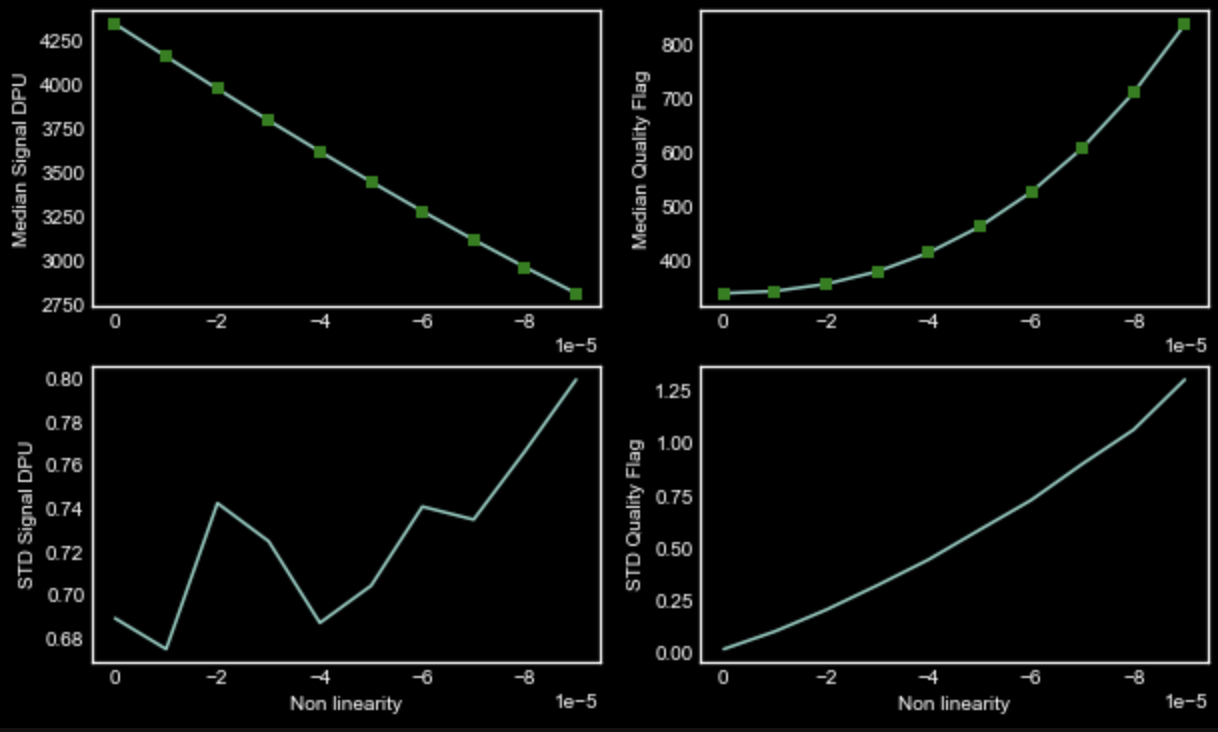 Median Signal DPU
4250
4000
3750
3500
3250
3000
2750
0 −2 −4 −6 −8
1e−5
Median Quality Flag
800
700
600
500
400
0 −2 −4 −6 −8
1e−5
STD Signal DPU
0.80
0.78
0.76
0.74
0.72
0.70
0.68
0 −2 −4 −6 −8
Non linearity
1e−5
STD Quality Flag
1.25
1.00
0.75
0.50
0.25
0.00
0 −2 −4 −6 −8
Non linearity
1e−5